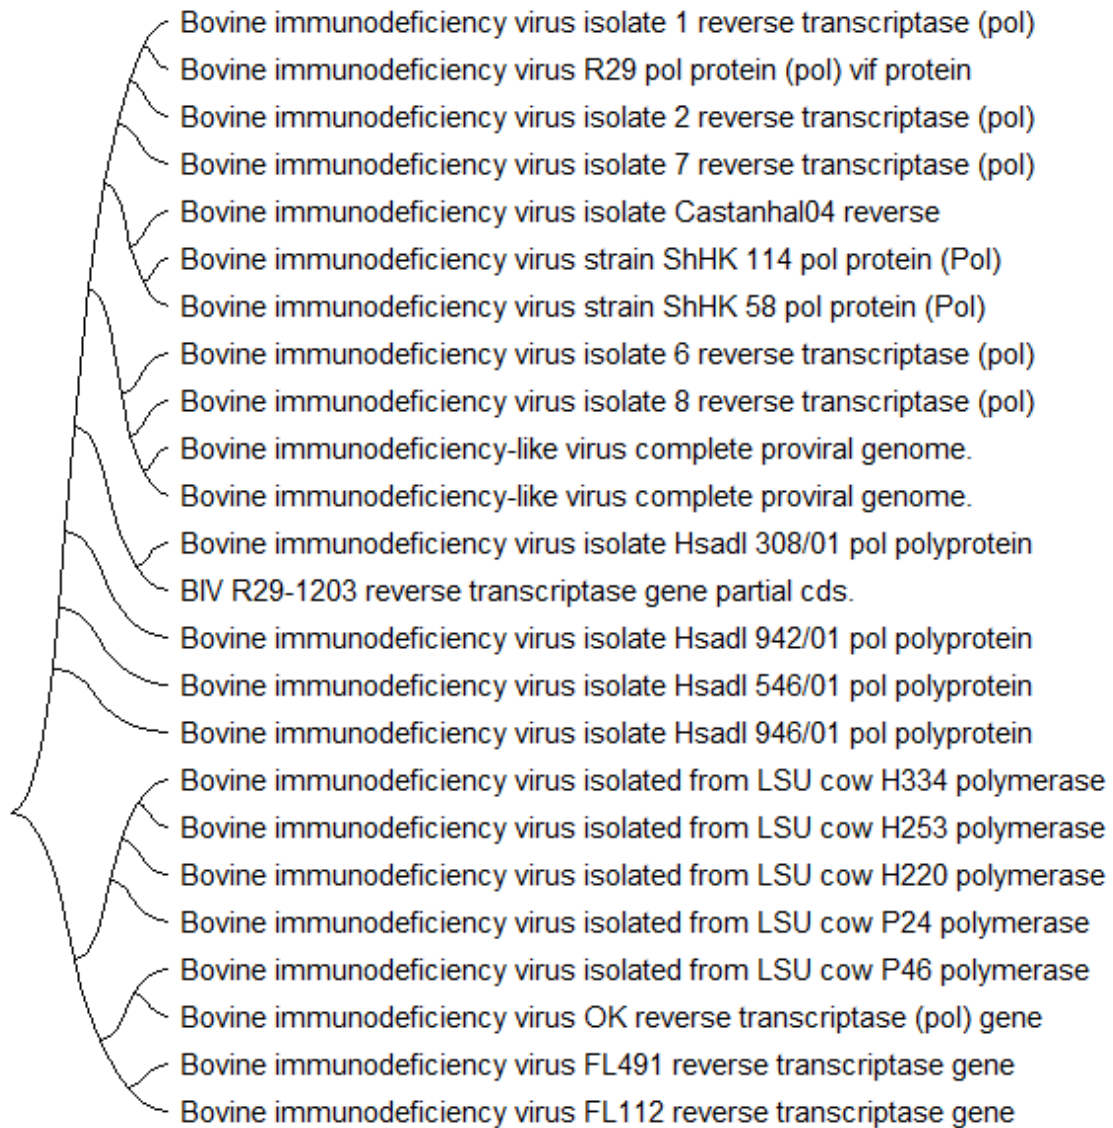 Bovine immunodeficiency virus isolate 1 reverse transcriptase (pol)
Bovine immunodeficiency virus R29 pol protein (pol) vif protein
Bovine immunodeficiency virus isolate 2 reverse transcriptase (pol)
Bovine immunodeficiency virus isolate 7 reverse transcriptase (pol)
Bovine immunodeficiency virus isolate Castanhal04 reverse
Bovine immunodeficiency virus strain ShHK 114 pol protein (Pol)
Bovine immunodeficiency virus strain ShHK 58 pol protein (Pol)
Bovine immunodeficiency virus isolate 6 reverse transcriptase (pol)
Bovine immunodeficiency virus isolate 8 reverse transcriptase (pol)
Bovine immunodeficiency-like virus complete proviral genome.
Bovine immunodeficiency-like virus complete proviral genome.
Bovine immunodeficiency virus isolate Hsadl 308/01 pol polyprotein
BIV R29-1203 reverse transcriptase gene partial cds.
Bovine immunodeficiency virus isolate Hsadl 942/01 pol polyprotein
Bovine immunodeficiency virus isolate Hsadl 546/01 pol polyprotein
Bovine immunodeficiency virus isolate Hsadl 946/01 pol polyprotein
Bovine immunodeficiency virus isolated from LSU cow H334 polymerase
Bovine immunodeficiency virus isolated from LSU cow H253 polymerase
Bovine immunodeficiency virus isolated from LSU cow H220 polymerase
Bovine immunodeficiency virus isolated from LSU cow P24 polymerase
Bovine immunodeficiency virus isolated from LSU cow P46 polymerase
Bovine immunodeficiency virus OK reverse transcriptase (pol) gene
Bovine immunodeficiency virus FL491 reverse transcriptase gene
Bovine immunodeficiency virus FL112 reverse transcriptase gene